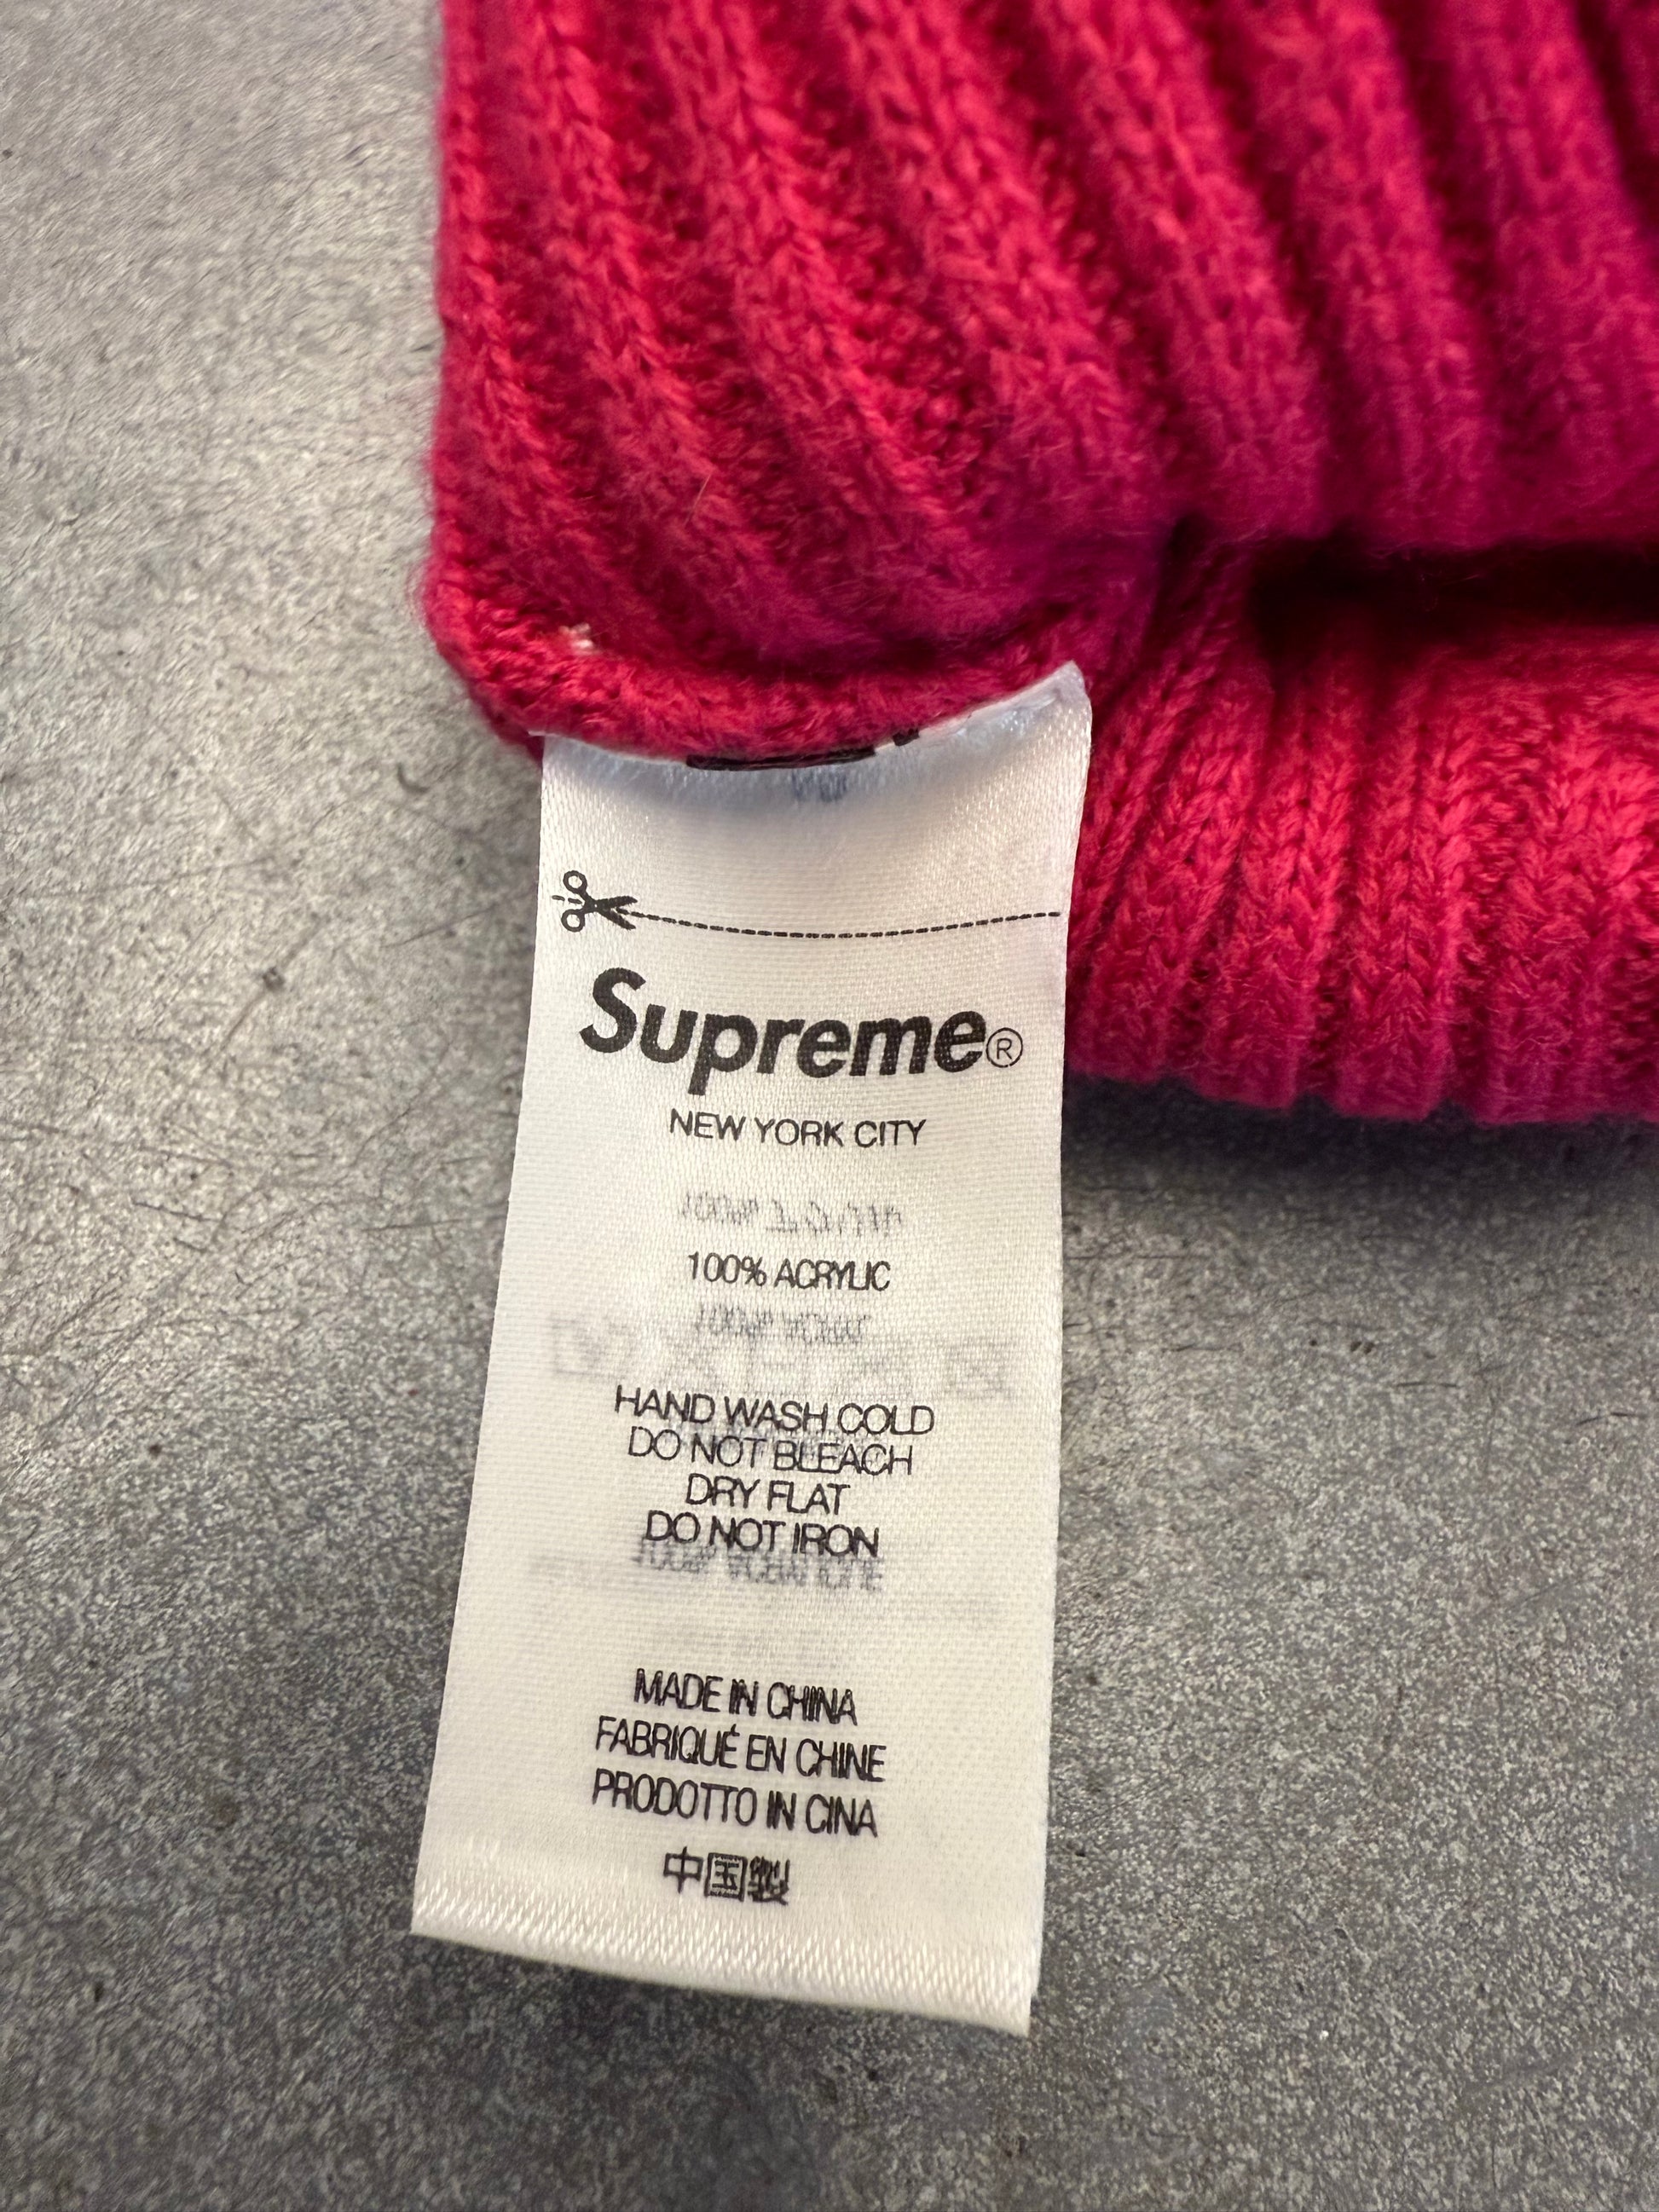 Supreme®
NEW YORK CITY
100% ACRYLIC
HAND WASH COLD
DO NOT BLEACH
DRY FLAT
DO NOT IRON
MADE IN CHINA
FABRIQUÉ EN CHINE
PRODOTTO IN CINA
中国製